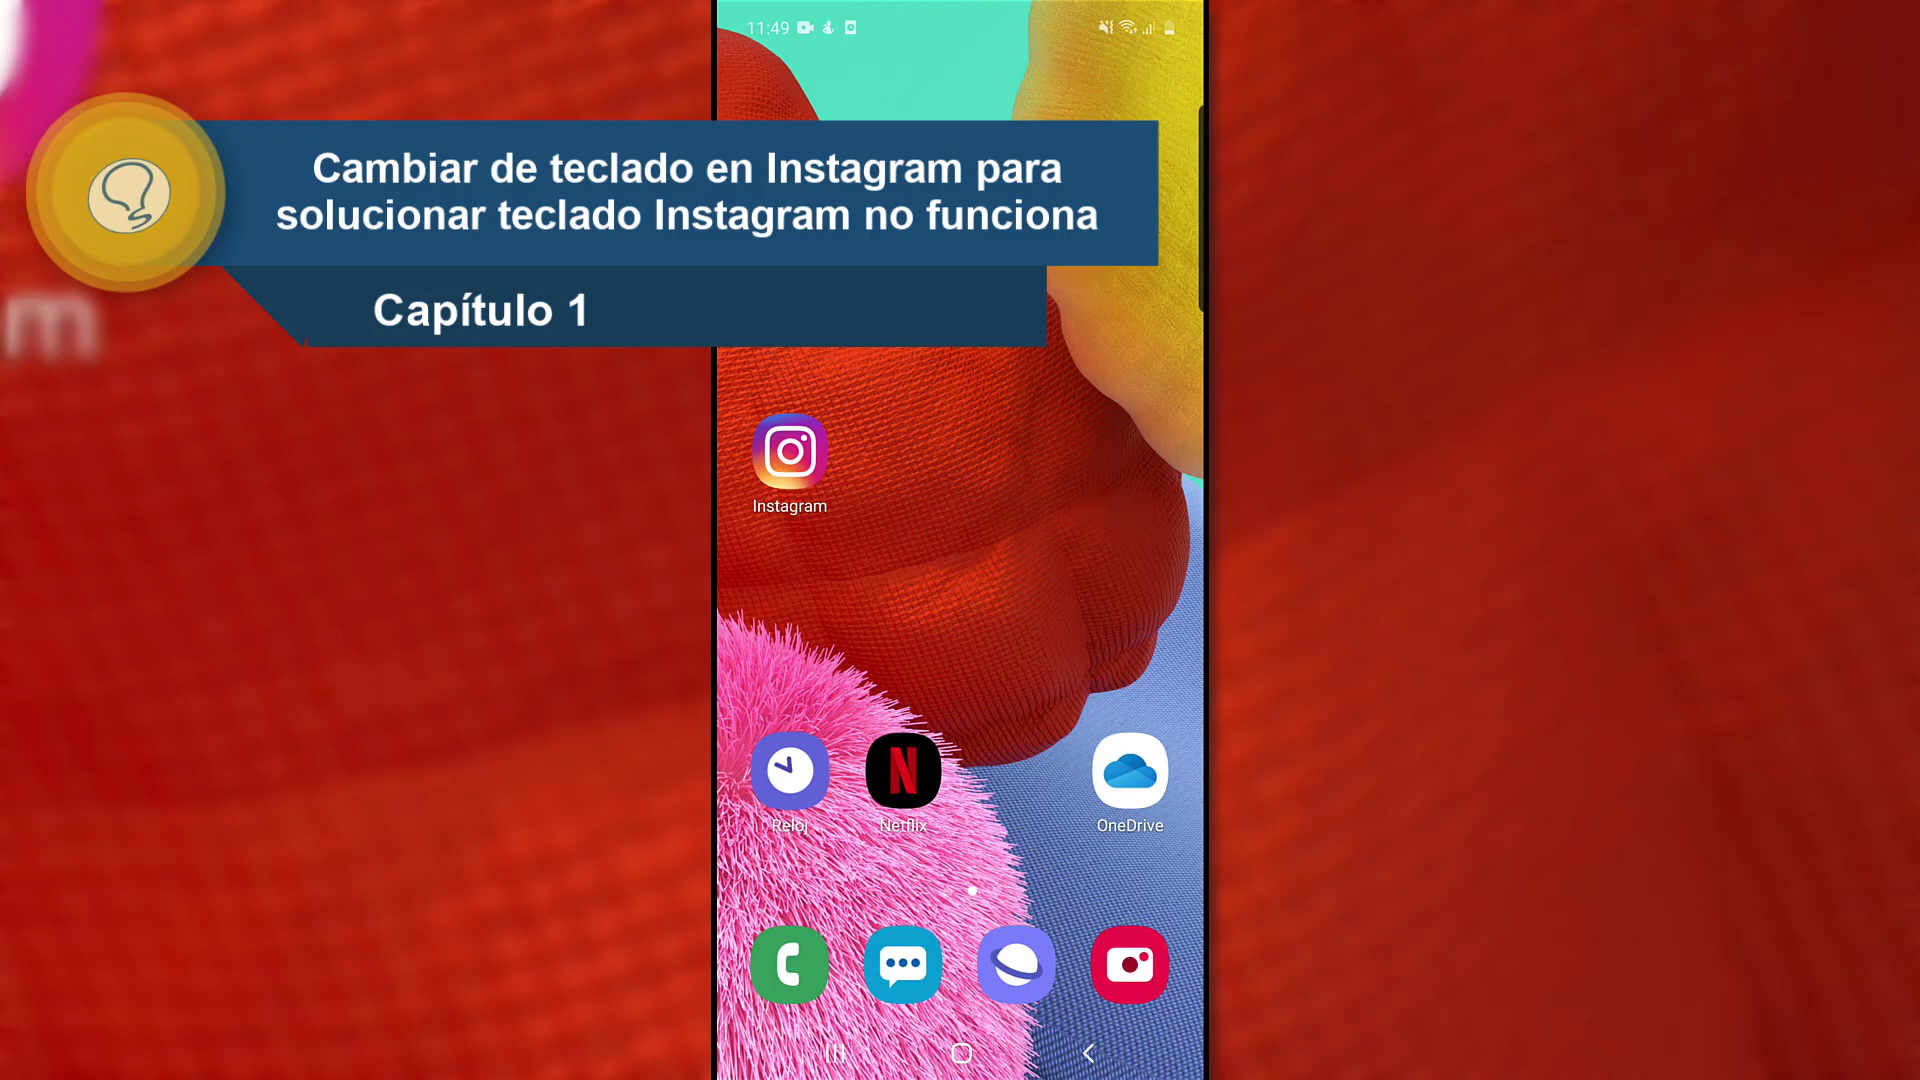 11:49
Cambiar de teclado en Instagram para
solucionar teclado Instagram no funciona
Capítulo 1
m
Instagram
Reloj
Netflix
OneDrive